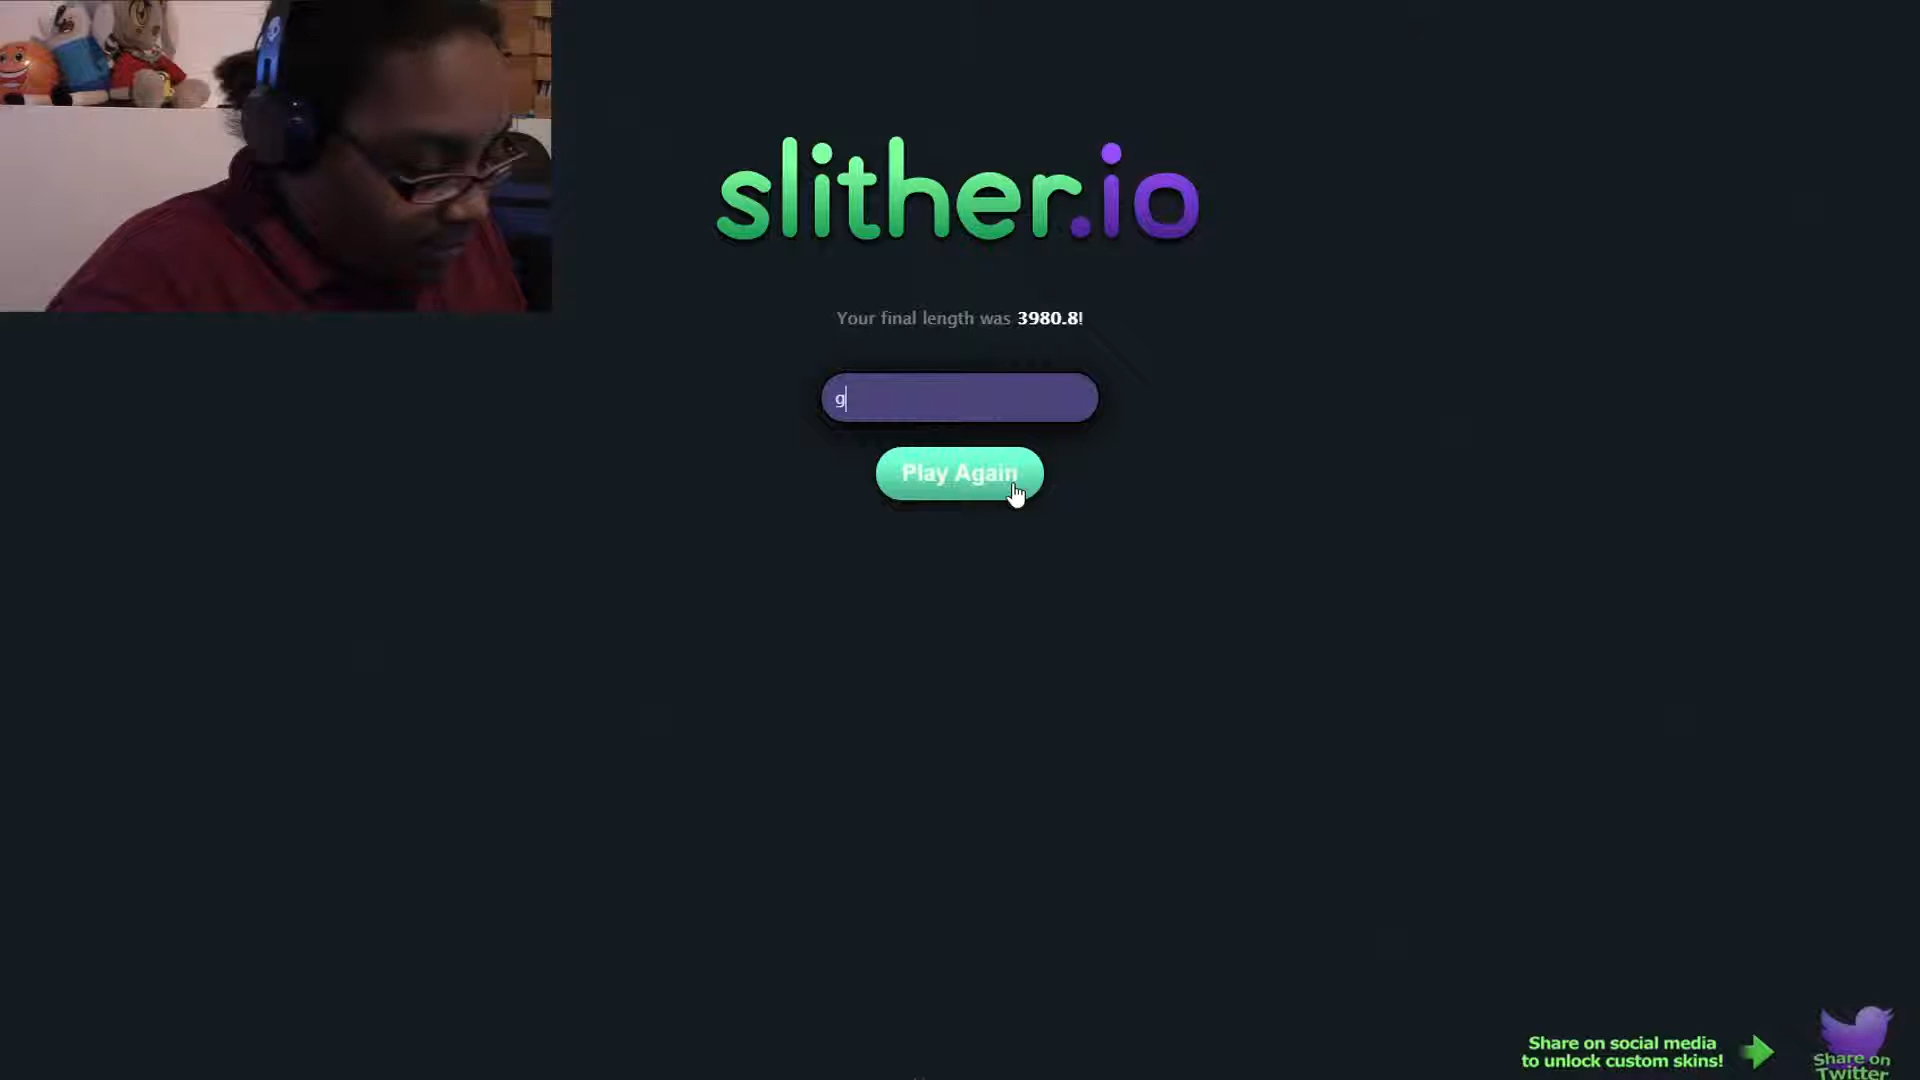 slither.io
Your final length was 3980.8!
g
Play Again
Share on social media
to unlock custom skins!
Share on
Twitter